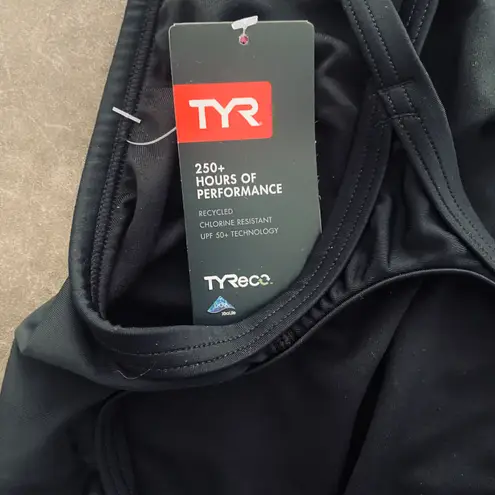 TYR
250+
HOURS OF
PERFORMANCE
RECYCLED
CHLORINE RESISTANT
UPF 50+ TECHNOLOGY
TYReco